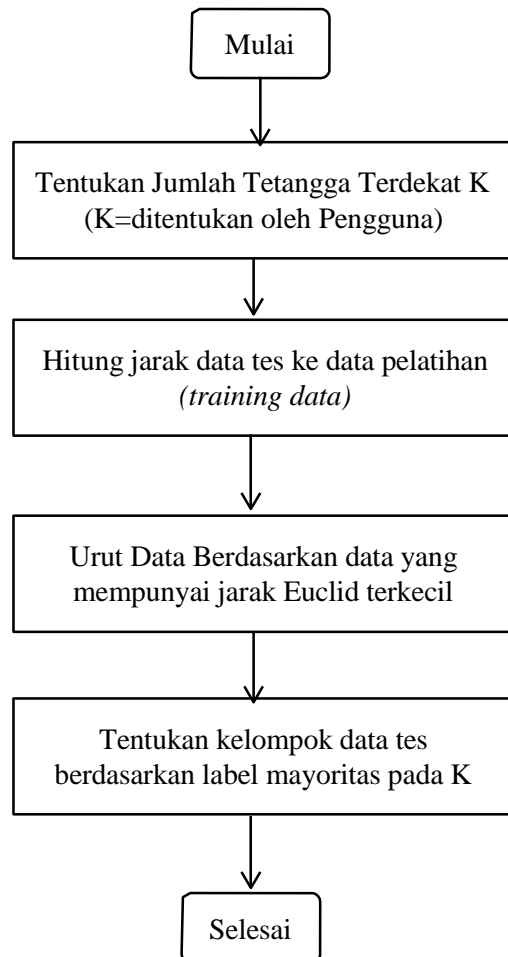 Mulai
Tentukan Jumlah Tetangga Terdekat K
(K=ditentukan oleh Pengguna)
Hitung jarak data tes ke data pelatihan
(training data)
Urut Data Berdasarkan data yang
mempunyai jarak Euclid terkecil
Tentukan kelompok data tes
berdasarkan label mayoritas pada K
Selesai